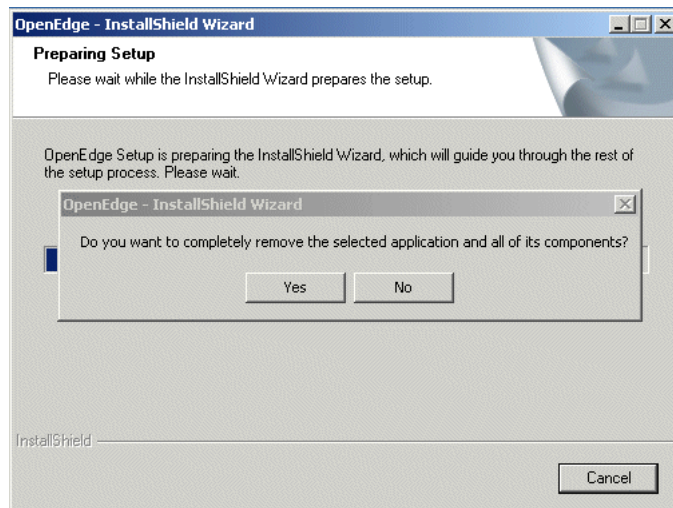 OpenEdge - InstallShield Wizard
Preparing Setup
Please wait while the InstallShield Wizard prepares the setup.
OpenEdge Setup is preparing the InstallShield Wizard, which will guide you through the rest of
the setup process. Please wait.
OpenEdge - InstallShield Wizard
Do you want to completely remove the selected application and all of its components?
Yes No
InstallShield
Cancel